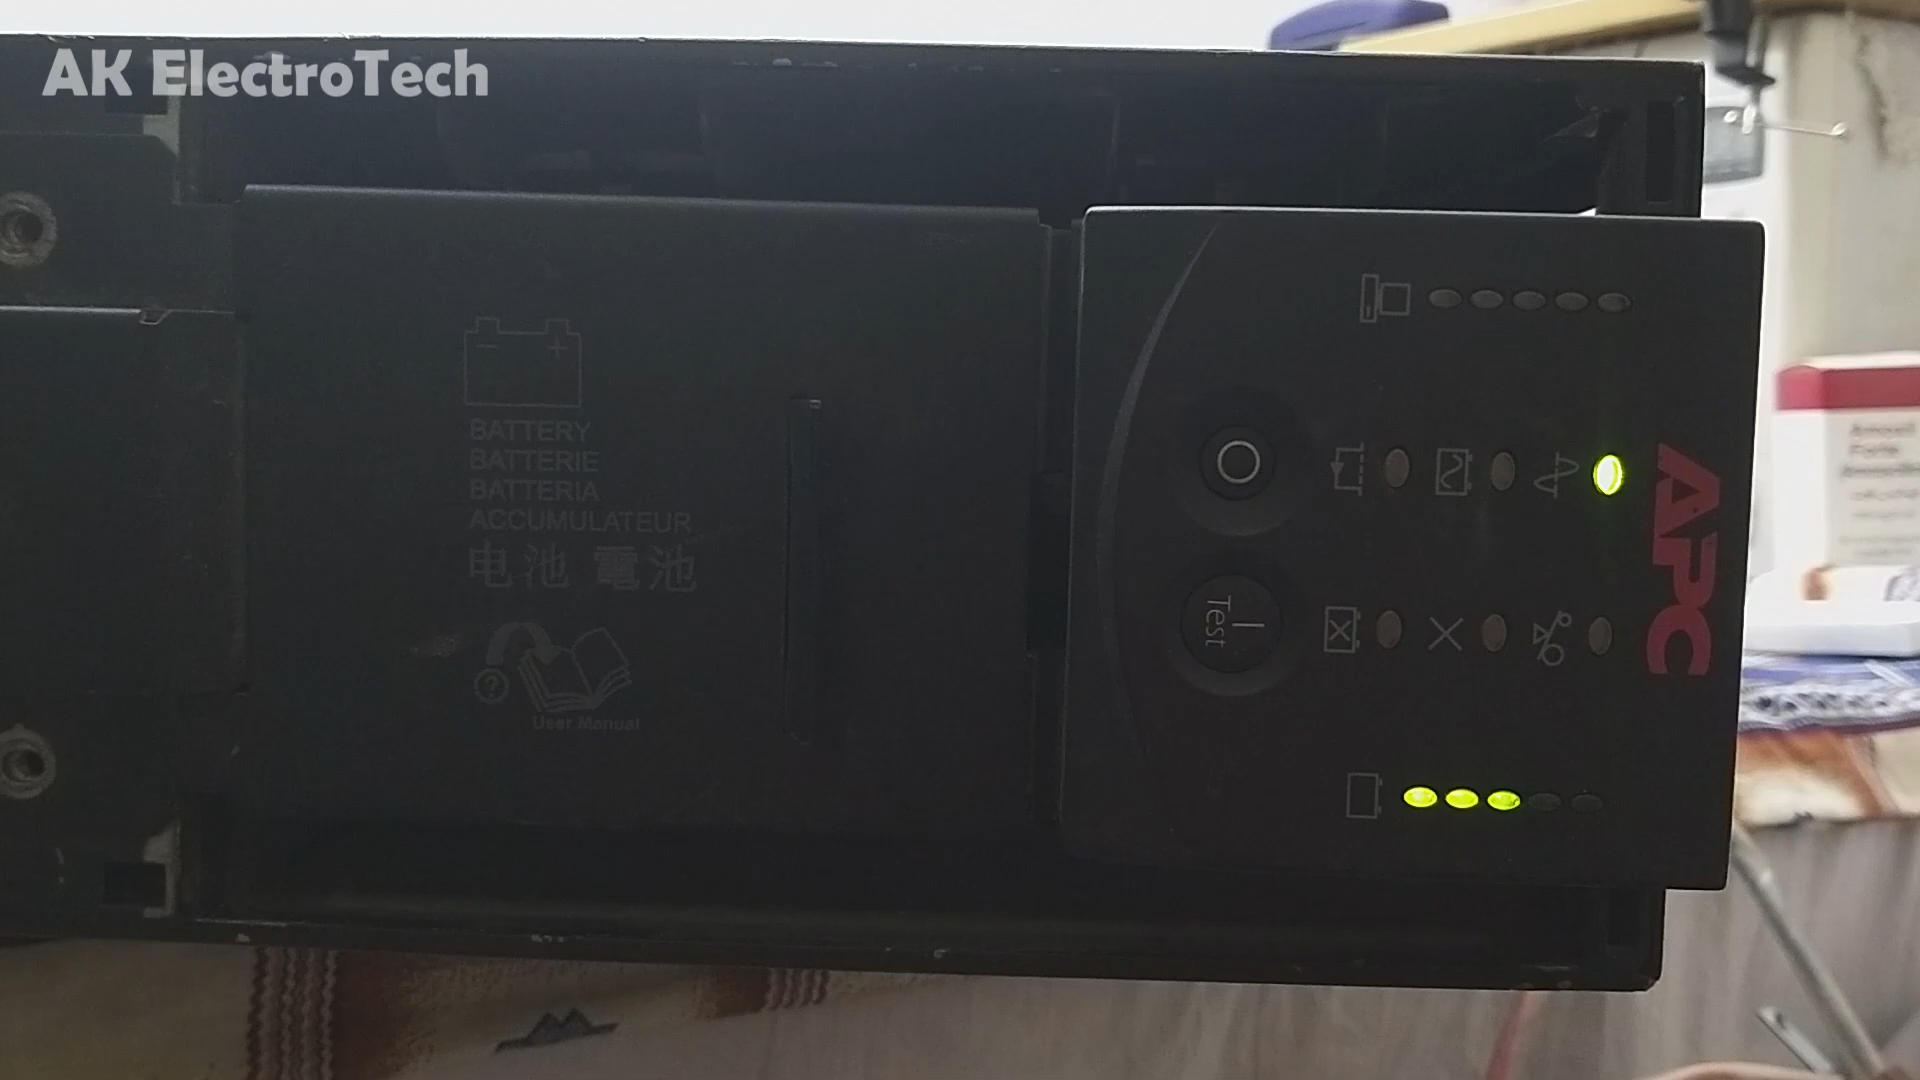 AK ElectroTech
BATTERY
BATTERIE
BATTERIA
ACCUMULATEUR
电池 電池
User Manual
Test
APC